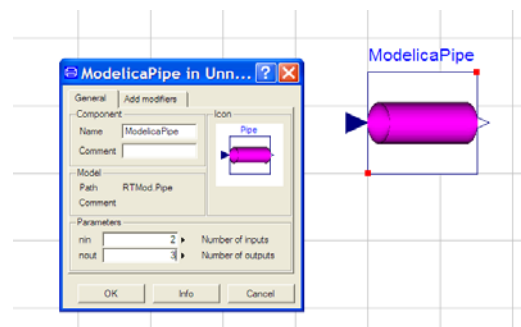 ModelicaPipe
ModelicaPipe in Unn...
General Add modifiers
Component
Icon
Name ModelicaPipe
Pipe
Comment
Model
Path RTMod.Pipe
Comment
Parameters
nin 2 Number of inputs
nout 3 Number of outputs
OK Info Cancel